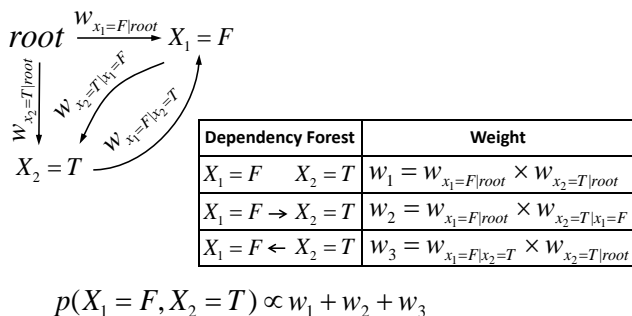 root w_{x_1=F|root} X_1 = F
w_{x_2=T|root} w_{x_2=T|x_1=F} w_{x_1=F|x_2=T}
X_2 = T
Dependency Forest Weight
X_1 = F X_2 = T w_1 = w_{x_1=F|root} × w_{x_2=T|root}
X_1 = F → X_2 = T w_2 = w_{x_1=F|root} × w_{x_2=T|x_1=F}
X_1 = F ← X_2 = T w_3 = w_{x_1=F|x_2=T} × w_{x_2=T|root}
p(X_1 = F, X_2 = T) ∝ w_1 + w_2 + w_3